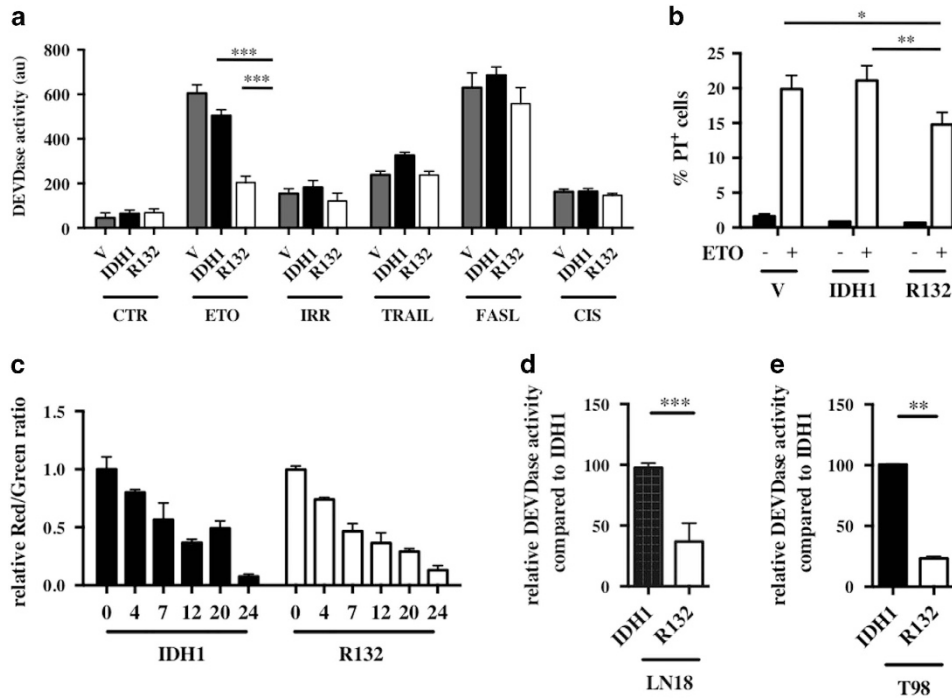 a
DEVDase activity (au)
800
600
400
200
0
***
***
V IDH1 R132 V IDH1 R132 V IDH1 R132 V IDH1 R132 V IDH1 R132 V IDH1 R132
CTR ETO IRR TRAIL FASL CIS
b
% PI+ cells
25
20
15
10
5
0
*
**
ETO - + - + - +
V IDH1 R132
c
relative Red/Green ratio
1.5
1.0
0.5
0.0
0 4 7 12 20 24 0 4 7 12 20 24
IDH1 R132
d
relative DEVDase activity
compared to IDH1
150
100
50
0
***
IDH1 R132
LN18
e
relative DEVDase activity
compared to IDH1
150
100
50
0
**
IDH1 R132
T98